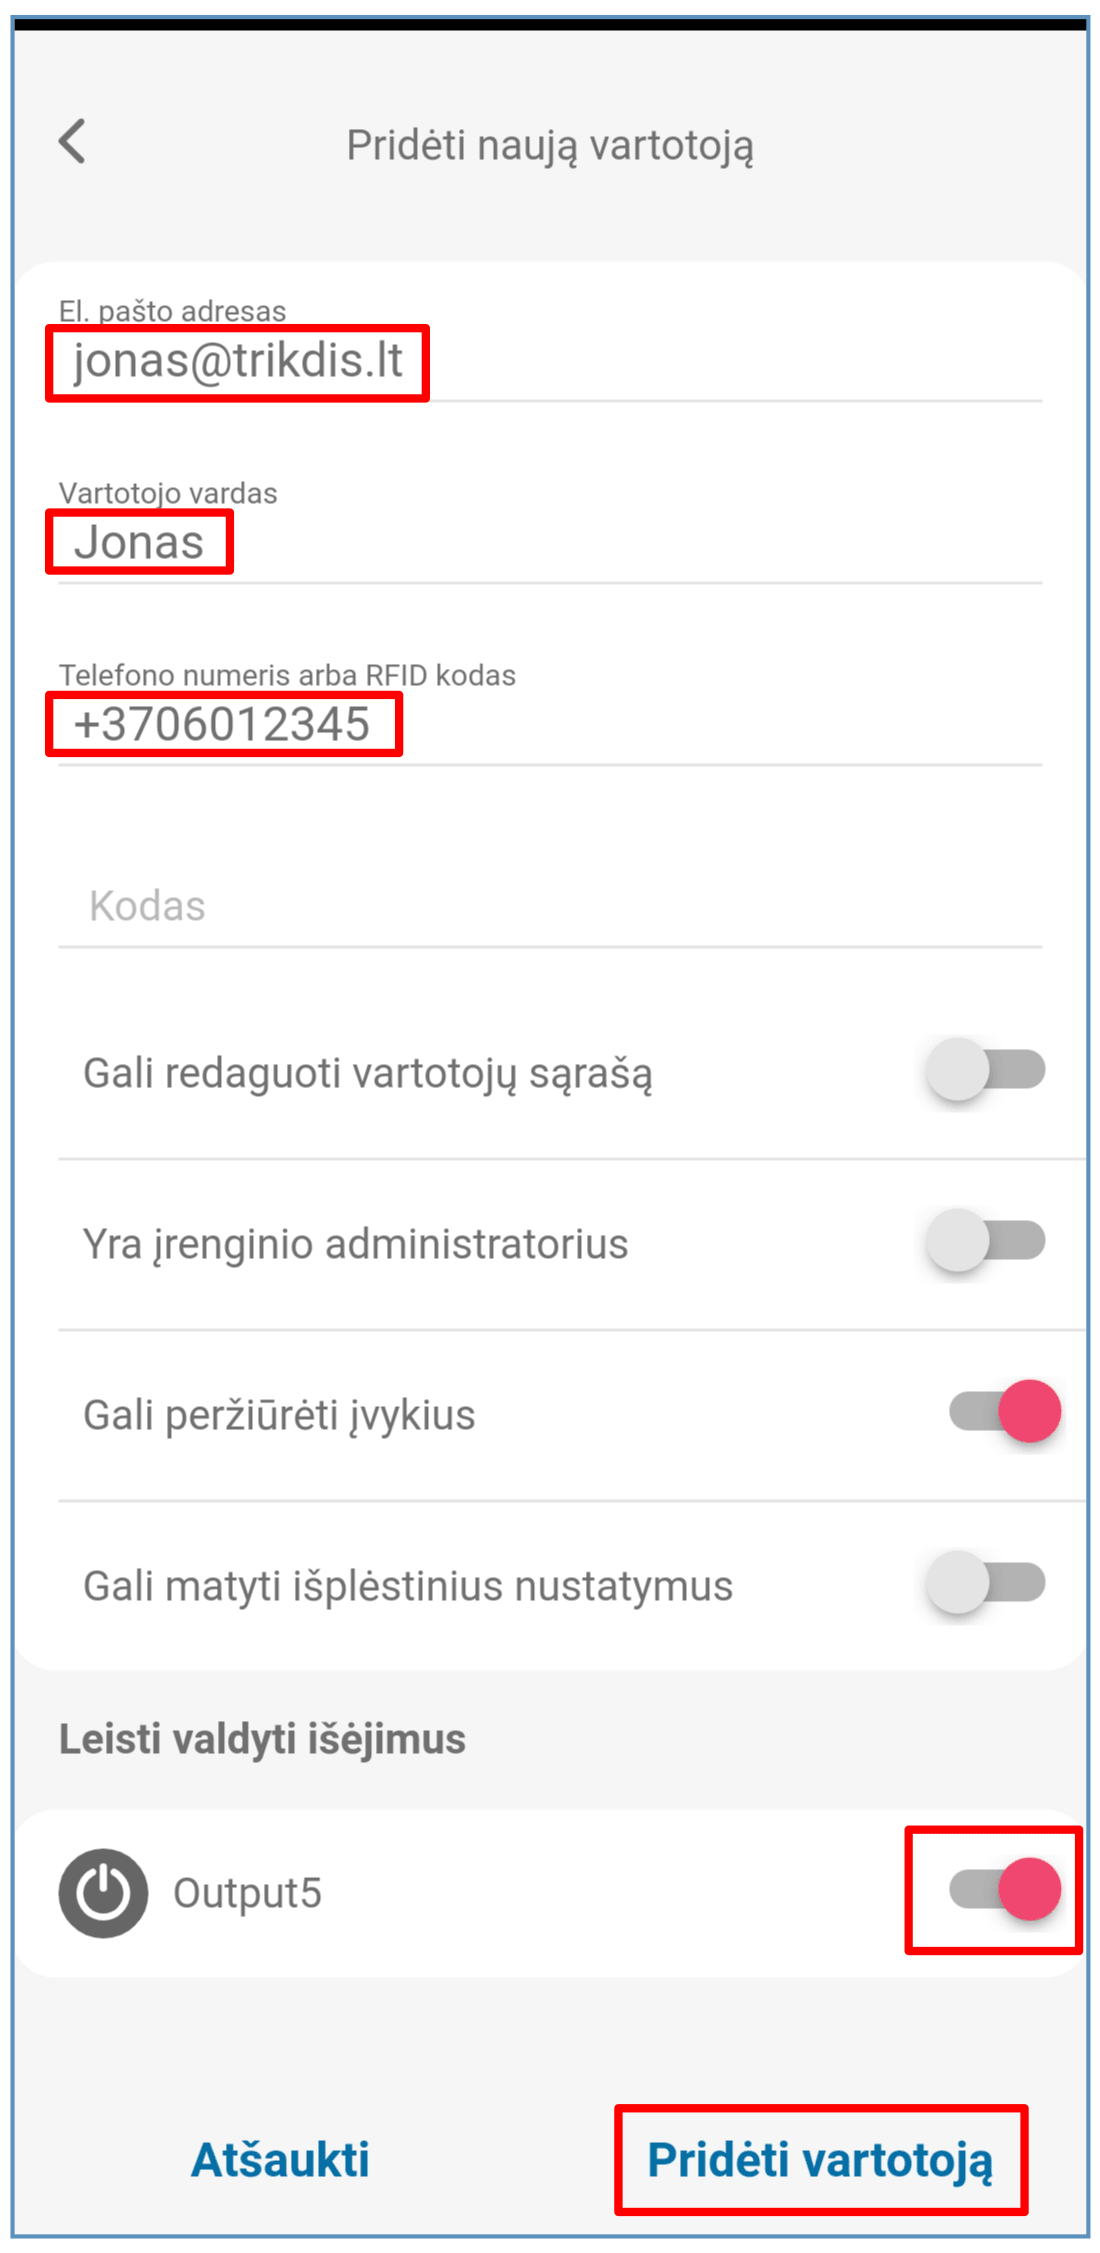 Pridėti naują vartotoją
El. pašto adresas
jonas@trikdis.lt
Vartotojo vardas
Jonas
Telefono numeris arba RFID kodas
+3706012345
Kodas
Gali redaguoti vartotojų sąrašą
Yra įrenginio administratorius
Gali peržiūrėti įvykius
Gali matyti išplėstinius nustatymus
Leisti valdyti išėjimus
Output5
Atšaukti
Pridėti vartotoją